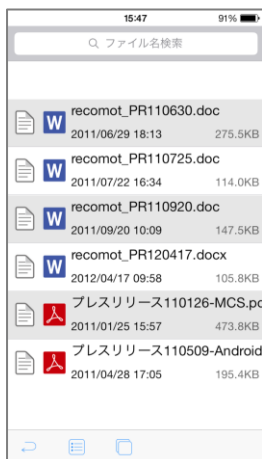 15:47 91%
ファイル名検索
recomot_PR110630.doc
2011/06/29 18:13 275.5KB
recomot_PR110725.doc
2011/07/22 16:34 114.0KB
recomot_PR110920.doc
2011/09/20 10:09 147.5KB
recomot_PR120417.docx
2012/04/17 09:58 105.8KB
プレスリリース110126-MCS.pd
2011/01/25 15:57 473.8KB
プレスリリース110509-Android
2011/04/28 17:05 195.4KB